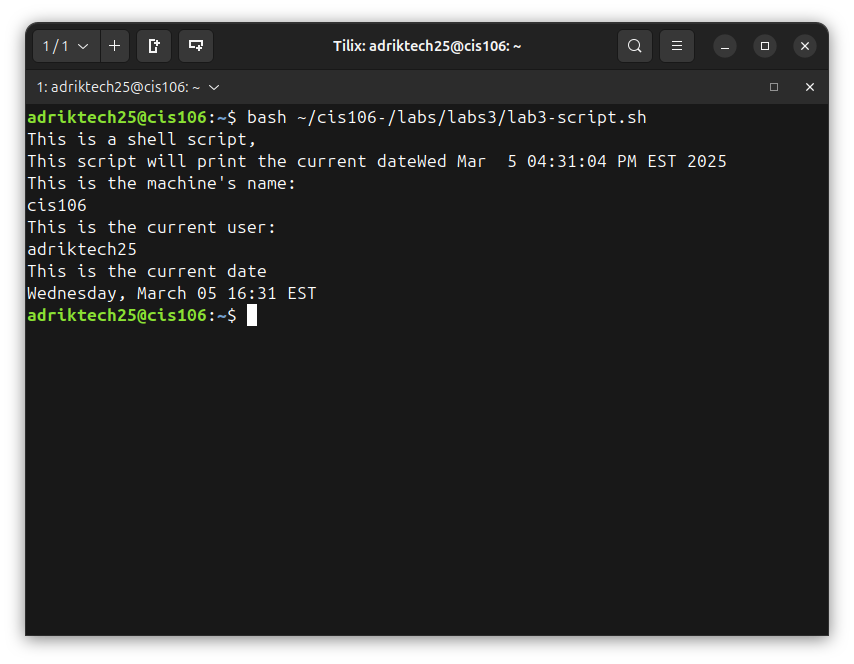 1 / 1
Tilix: adriktech25@cis106: ~
1: adriktech25@cis106: ~
adriktech25@cis106:~$ bash ~/cis106-/labs/labs3/lab3-script.sh
This is a shell script,
This script will print the current dateWed Mar  5 04:31:04 PM EST 2025
This is the machine's name:
cis106
This is the current user:
adriktech25
This is the current date
Wednesday, March 05 16:31 EST
adriktech25@cis106:~$